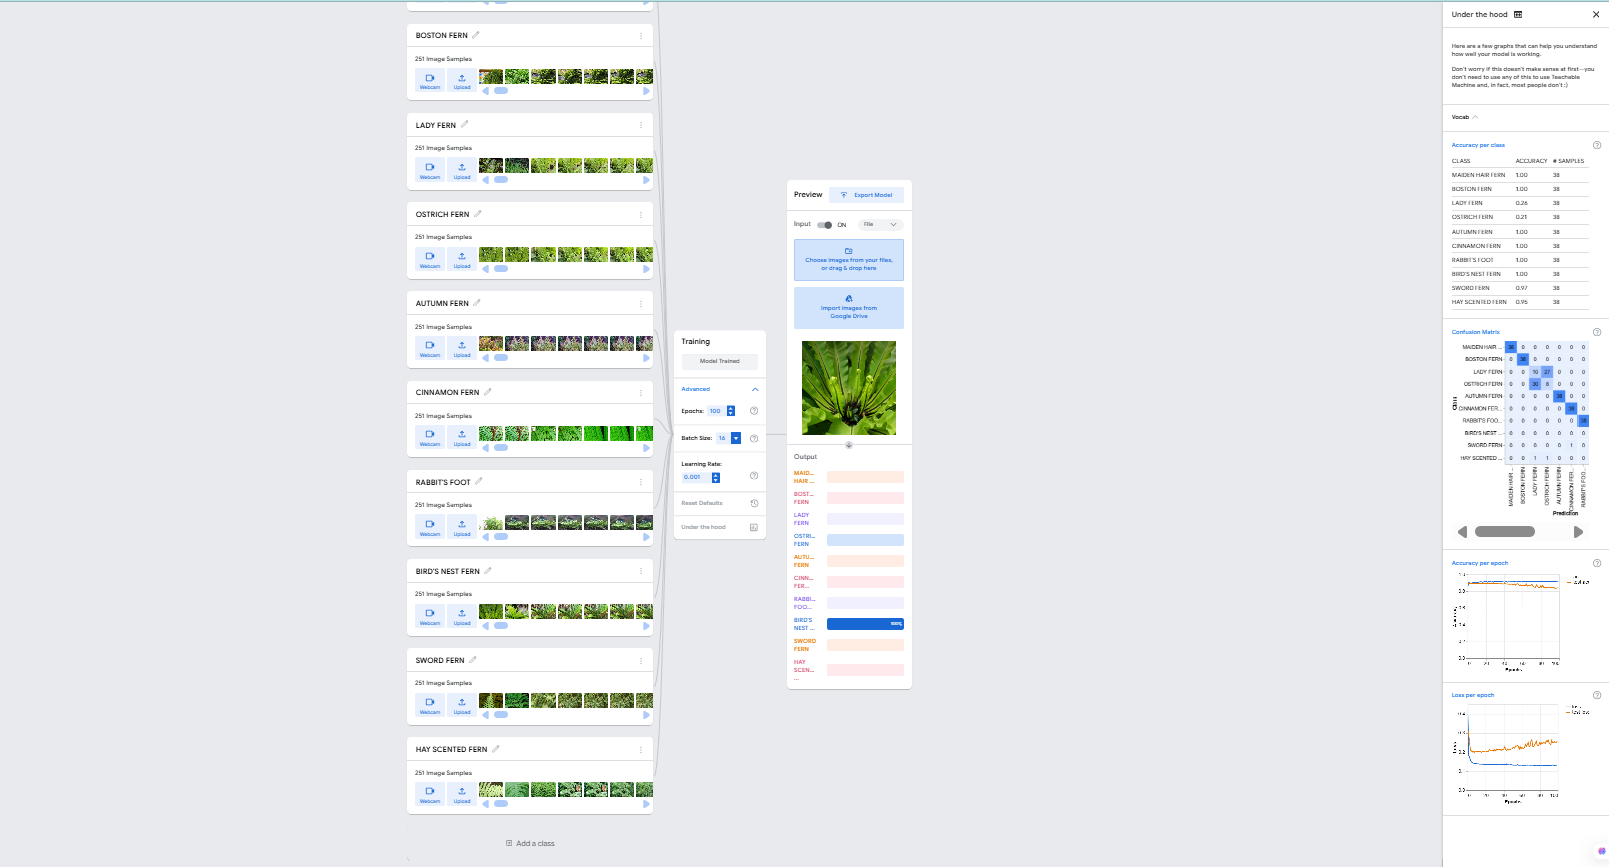 BOSTON FERN
251 Image Samples
Webcam
Upload
LADY FERN
251 Image Samples
Webcam
Upload
OSTRICH FERN
251 Image Samples
Webcam
Upload
AUTUMN FERN
251 Image Samples
Webcam
Upload
CINNAMON FERN
251 Image Samples
Webcam
Upload
RABBIT'S FOOT
251 Image Samples
Webcam
Upload
BIRD'S NEST FERN
251 Image Samples
Webcam
Upload
SWORD FERN
251 Image Samples
Webcam
Upload
HAY SCENTED FERN
251 Image Samples
Webcam
Upload
Add a class
Training
Model Trained
Advanced
Epochs: 100
Batch Size: 16
Learning Rate:
0.001
Reset Defaults
Under the hood
Preview
Export Model
Input ON File
Choose images from your files,
or drag & drop here
Import images from
Google Drive
Output
MAID...
HAIR ...
BOST...
FERN
LADY
FERN
OSTRI...
FERN
AUTU...
FERN
CINN...
FER...
RABBI...
FOO...
BIRD'S
NEST ...
100%
SWORD
FERN
HAY
SCEN...
...
Under the hood
Here are a few graphs that can help you understand
how well your model is working.
Don't worry if this doesn't make sense at first—you
don't need to use any of this to use Teachable
Machine and, in fact, most people don't :)
Vocab
Accuracy per class
CLASS ACCURACY # SAMPLES
MAIDEN HAIR FERN 1.00 38
BOSTON FERN 1.00 38
LADY FERN 0.26 38
OSTRICH FERN 0.21 38
AUTUMN FERN 1.00 38
CINNAMON FERN 1.00 38
RABBIT'S FOOT 1.00 38
BIRD'S NEST FERN 1.00 38
SWORD FERN 0.97 38
HAY SCENTED FERN 0.95 38
Confusion Matrix
Class
MAIDEN HAIR ... 38 0 0 0 0 0 0
BOSTON FERN 0 38 0 0 0 0 0
LADY FERN 0 0 10 27 0 0 0
OSTRICH FERN 0 0 30 8 0 0 0
AUTUMN FERN 0 0 0 0 38 0 0
CINNAMON FER... 0 0 0 0 0 38 0
RABBIT'S FOO... 0 0 0 0 0 0 38
BIRD'S NEST ... 0 0 0 0 0 0 0
SWORD FERN 0 0 0 0 0 1 0
HAY SCENTED ... 0 0 1 1 0 0 0
MAIDEN HAIR ...
BOSTON FERN
LADY FERN
OSTRICH FERN
AUTUMN FERN
CINNAMON FER...
RABBIT'S FOO...
Prediction
Accuracy per epoch
0 20 40 60 80 100
Epochs
Loss per epoch
0 20 40 60 80 100
Epochs